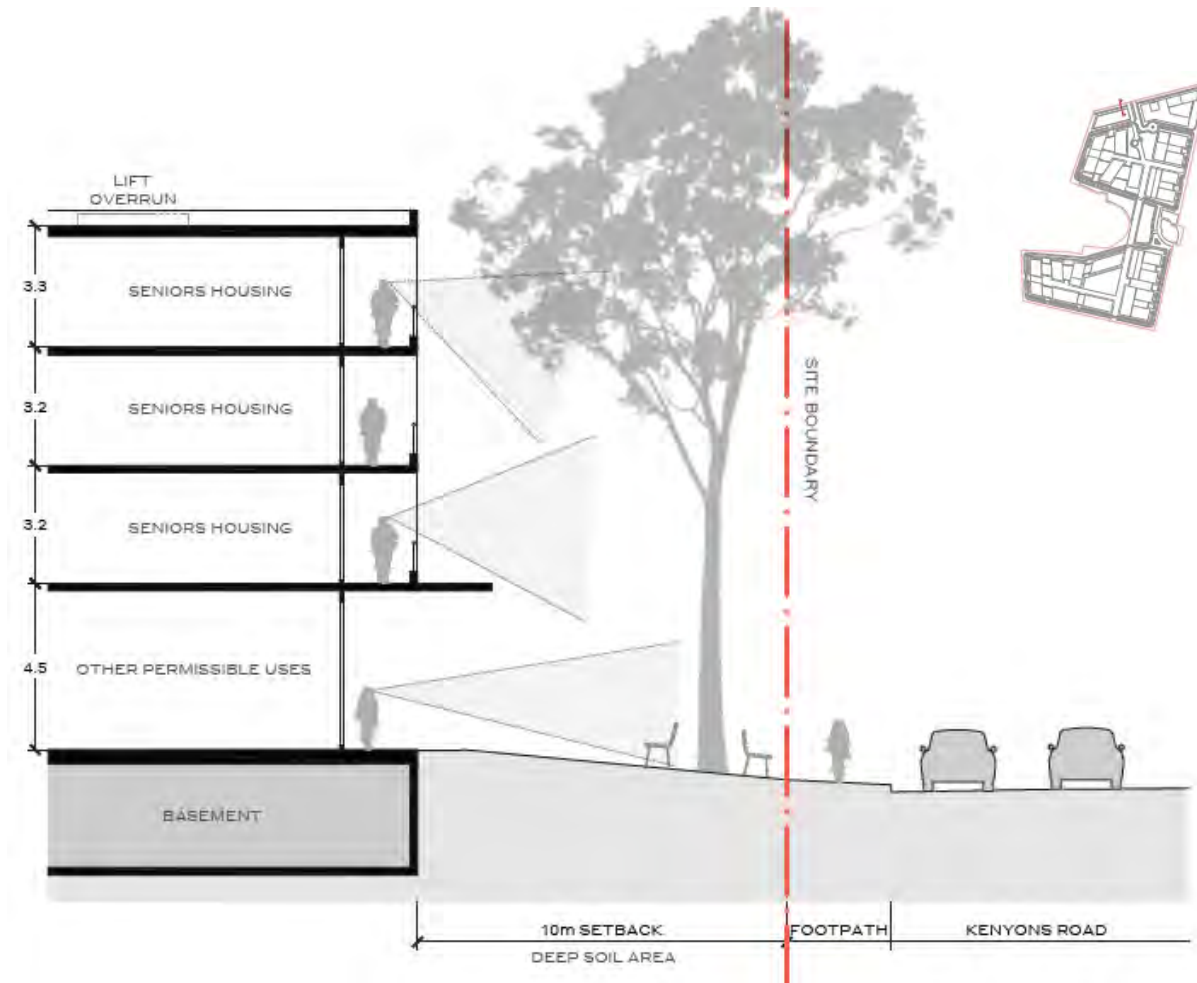 LIFT
OVERRUN
3.3
SENIORS HOUSING
3.2
SENIORS HOUSING
3.2
SENIORS HOUSING
4.5
OTHER PERMISSIBLE USES
BASEMENT
SITE BOUNDARY
10m SETBACK
FOOTPATH
KENYONS ROAD
DEEP SOIL AREA